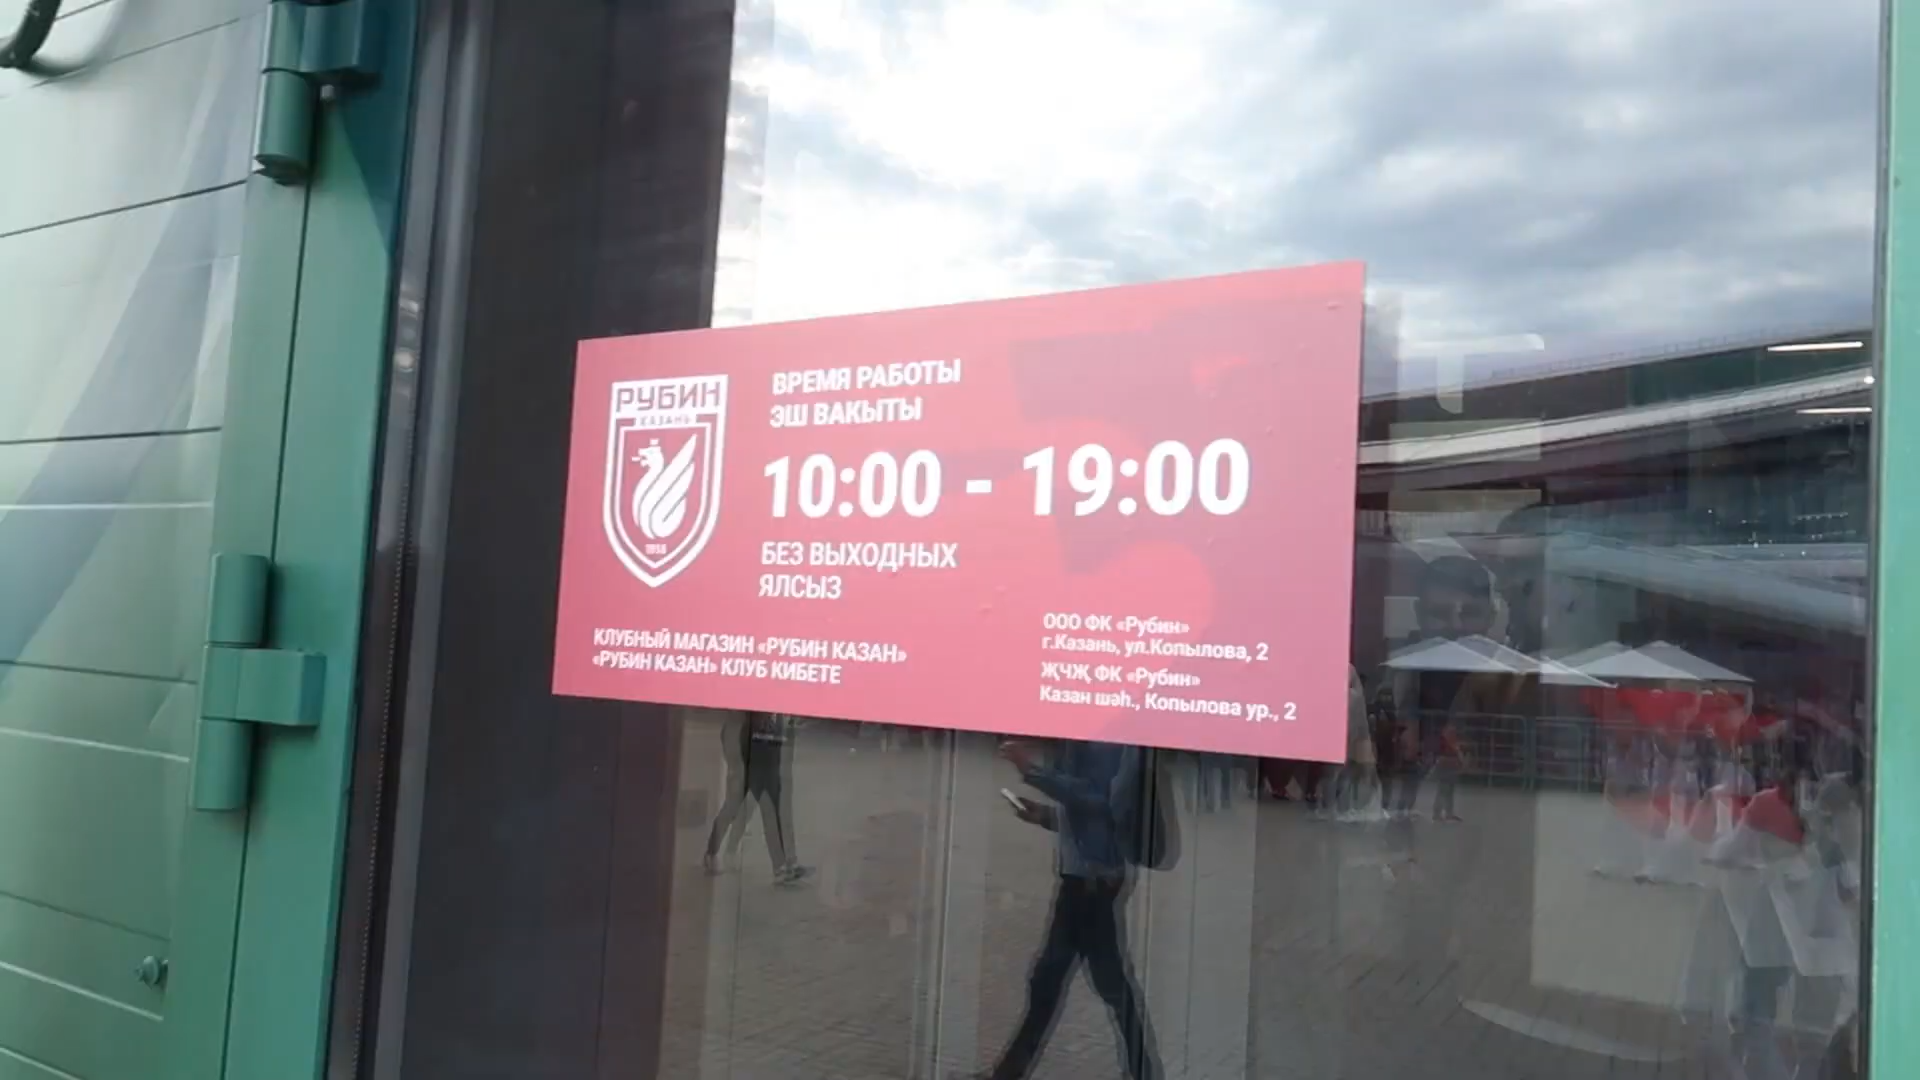 РУБИН
КАЗАНЬ
1958
ВРЕМЯ РАБОТЫ
ЭШ ВАКЫТЫ
10:00 - 19:00
БЕЗ ВЫХОДНЫХ
ЯЛСЫЗ
КЛУБНЫЙ МАГАЗИН «РУБИН КАЗАН»
«РУБИН КАЗАН» КЛУБ КИБЕТЕ
ООО ФК «Рубин»
г.Казань, ул.Копылова, 2
ҖЧҖ ФК «Рубин»
Казан шәһ., Копылова ур., 2